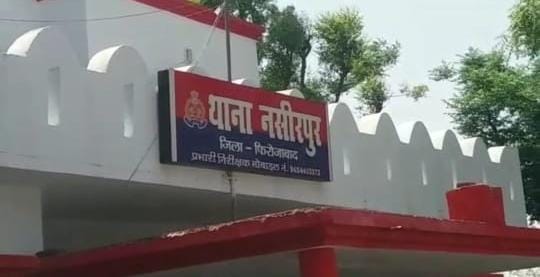 थाना नसीरपुर
जिला - फिरोजाबाद
प्रभारी निरीक्षक मोबाइल नं.